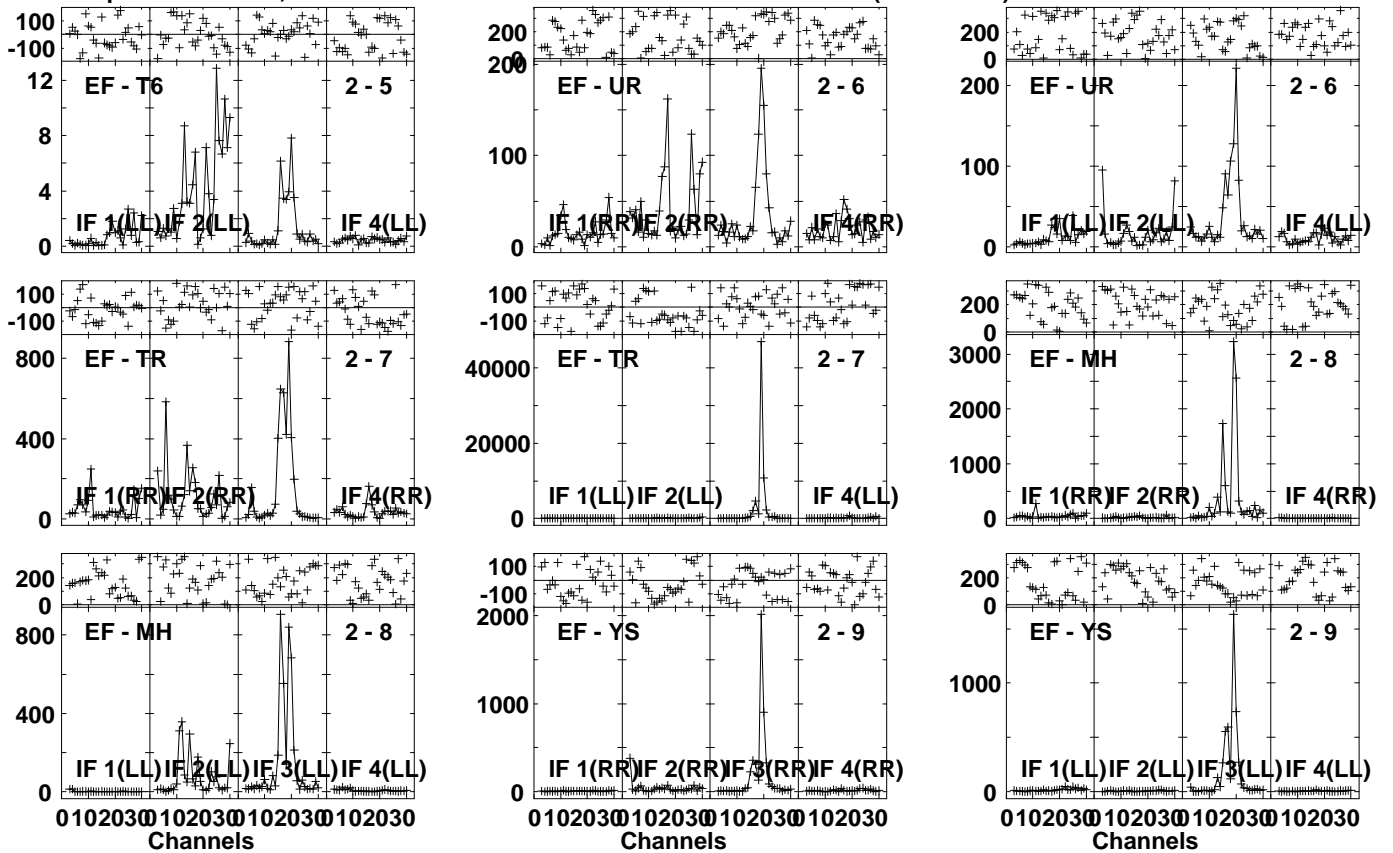 100
-100
200
0
200
0
EF - T6 2 - 5
12
8
4
0
IF 1(LL) IF 2(LL) IF 4(LL)
EF - UR 2 - 6
200
100
0
IF 1(RR) IF 2(RR) IF 4(RR)
EF - UR 2 - 6
200
100
0
IF 1(LL) IF 2(LL) IF 4(LL)
100
-100
100
-100
200
0
EF - TR 2 - 7
800
400
0
IF 1(RR) IF 2(RR) IF 4(RR)
EF - TR 2 - 7
40000
20000
0
IF 1(LL) IF 2(LL) IF 4(LL)
EF - MH 2 - 8
3000
2000
1000
0
IF 1(RR) IF 2(RR) IF 4(RR)
200
0
100
-100
200
0
EF - MH 2 - 8
800
400
0
IF 1(LL) IF 2(LL) IF 3(LL) IF 4(LL)
0102030 0102030 0102030 0102030
Channels
EF - YS 2 - 9
2000
1000
0
IF 1(RR) IF 2(RR) IF 3(RR) IF 4(RR)
0102030 0102030 0102030 0102030
Channels
EF - YS 2 - 9
1000
0
IF 1(LL) IF 2(LL) IF 3(LL) IF 4(LL)
0102030 0102030 0102030 0102030
Channels